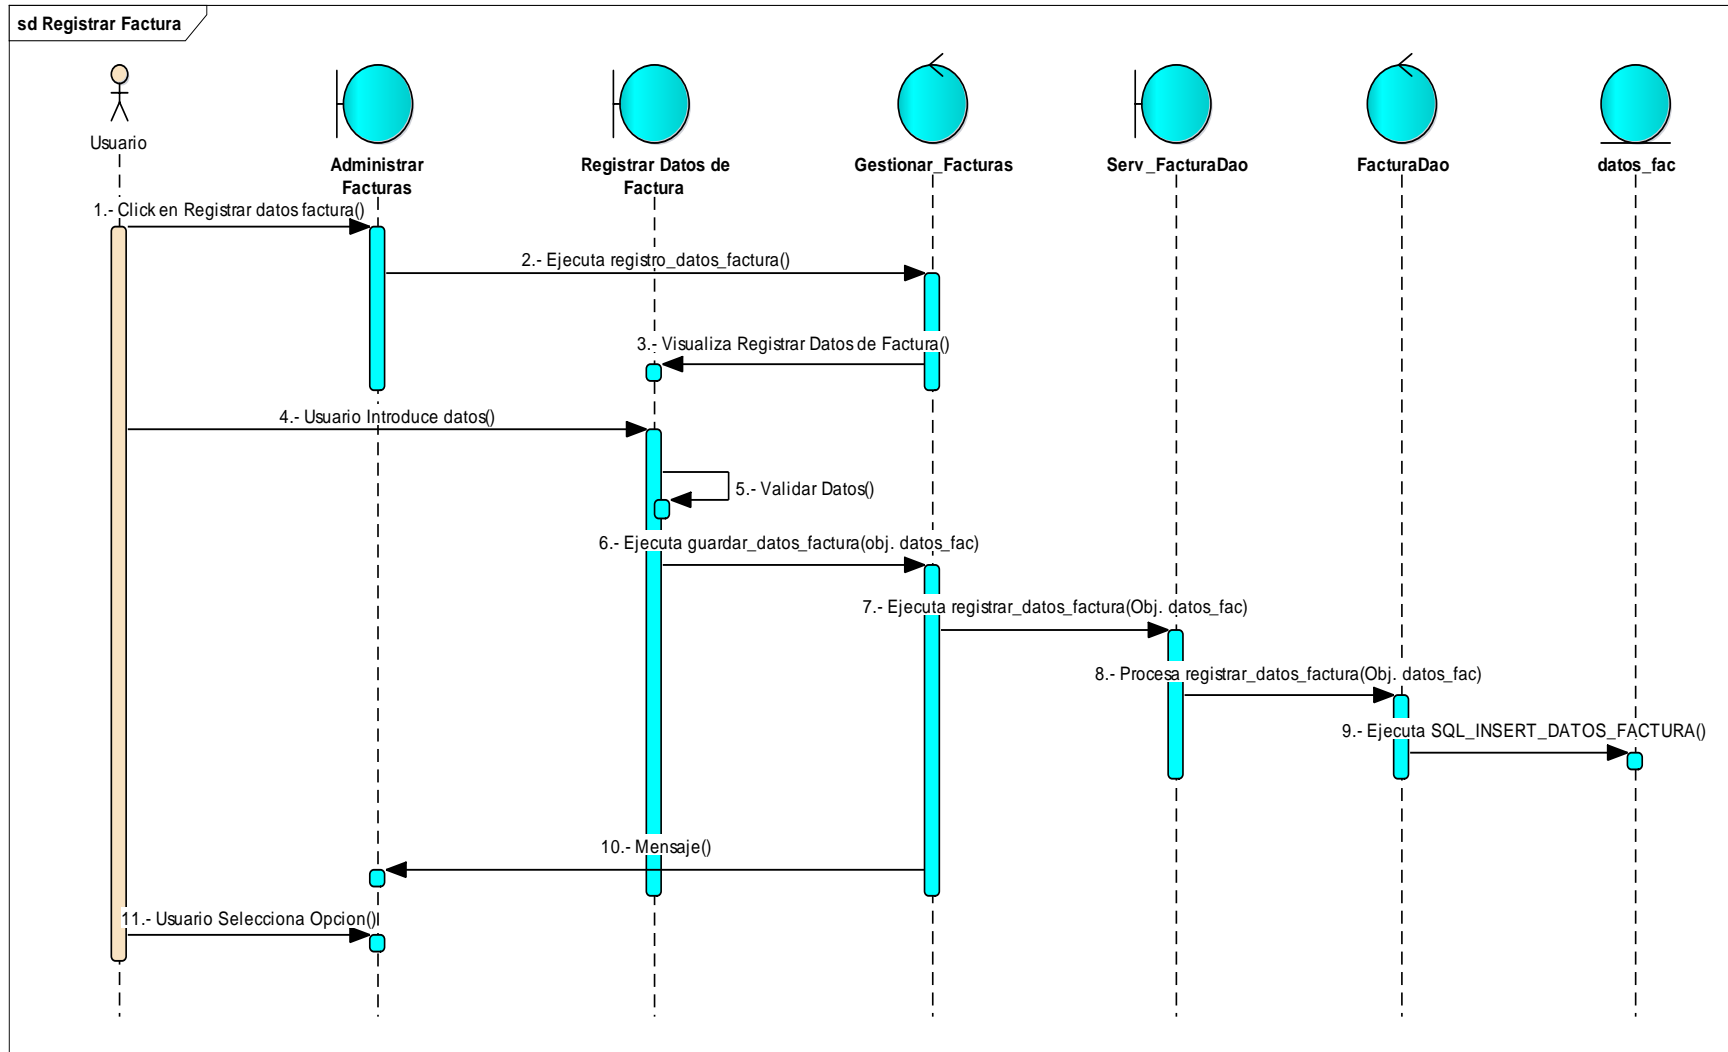 sd Registrar Factura
Usuario
Administrar
Facturas
Registrar Datos de
Factura
Gestionar_Facturas
Serv_FacturaDao
FacturaDao
datos_fac
1.- Click en Registrar datos factura()
2.- Ejecuta registro_datos_factura()
3.- Visualiza Registrar Datos de Factura()
4.- Usuario Introduce datos()
5.- Validar Datos()
6.- Ejecuta guardar_datos_factura(obj. datos_fac)
7.- Ejecuta registrar_datos_factura(Obj. datos_fac)
8.- Procesa registrar_datos_factura(Obj. datos_fac)
9.- Ejecuta SQL_INSERT_DATOS_FACTURA()
10.- Mensaje()
11.- Usuario Selecciona Opcion()